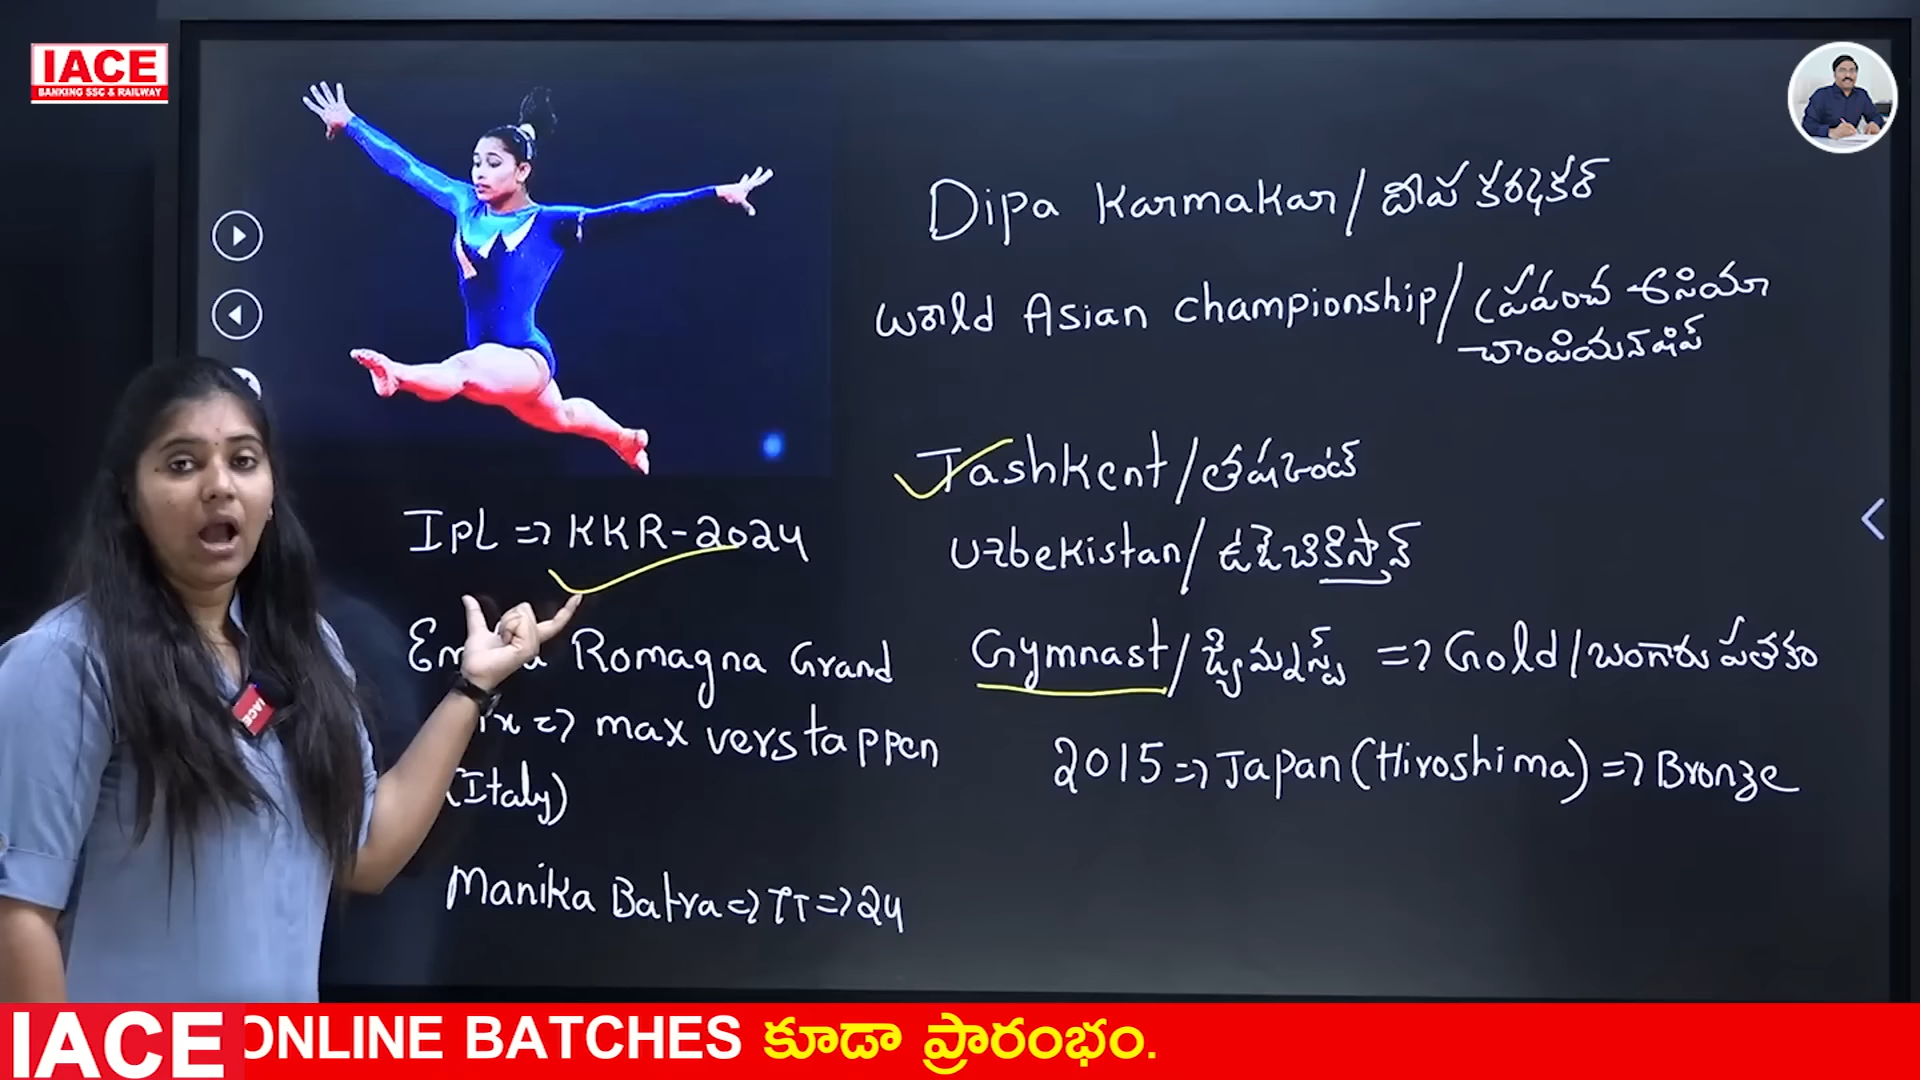 IACE
BANKING SSC & RAILWAY
Dipa Karmakar / దీప కర్మకర్
World Asian championship / ప్రపంచ ఆసియా
చాంపియన్ షిప్
Tashkent / తాష్కెంట్
Uzbekistan / ఉజ్బెకిస్తాన్
Gymnast / జిమ్నాస్ట్ => Gold / బంగారు పతకం
2015 => Japan (Hiroshima) => Bronze
Ipl => KKR-2024
Romagna Grand
=> max verstappen
(Italy)
Manika Batra => TT => 24
IACE
IACE ONLINE BATCHES కూడా ప్రారంభం.